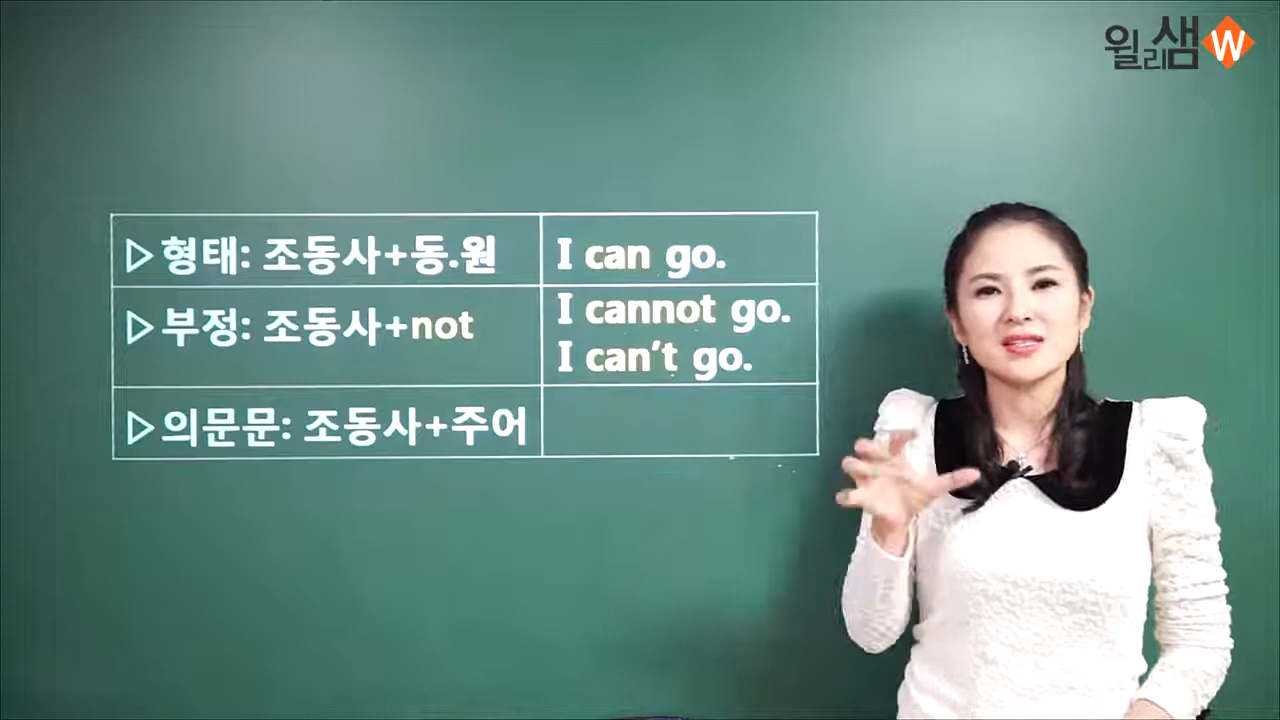 윌리샘 W
▷형태: 조동사+동.원
I can go.
▷부정: 조동사+not
I cannot go.
I can't go.
▷의문문: 조동사+주어